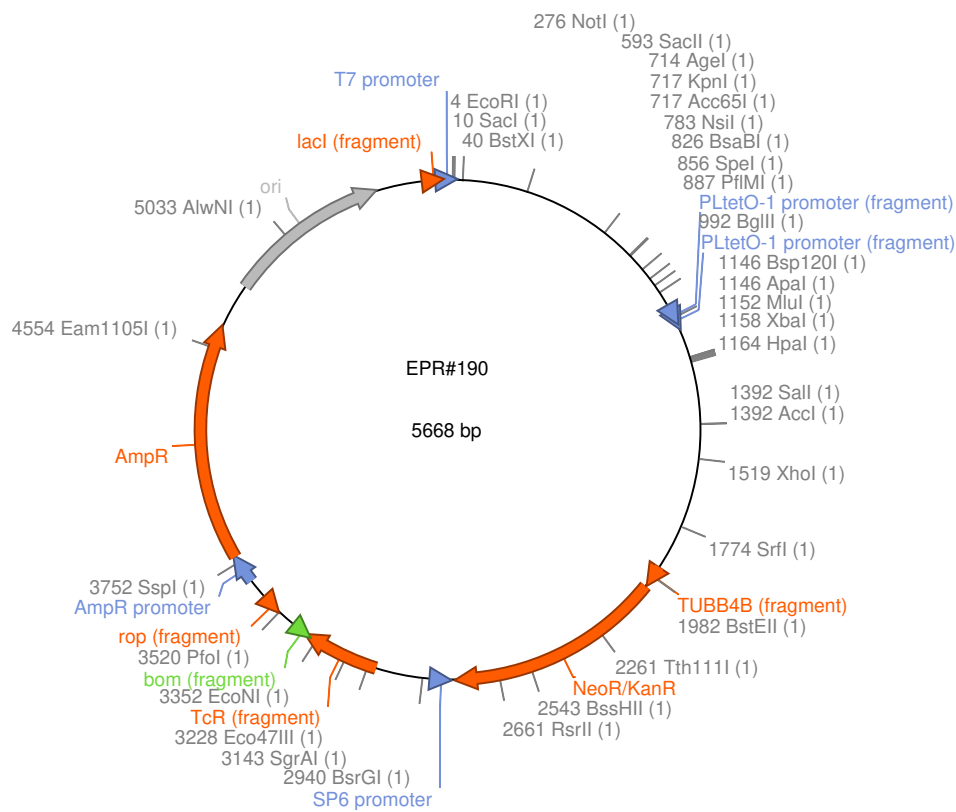 276 NotI (1)
593 SacII (1)
714 AgeI (1)
717 KpnI (1)
717 Acc65I (1)
783 NsiI (1)
826 BsaBI (1)
856 SpeI (1)
887 PflMI (1)
PLtetO-1 promoter (fragment)
992 BglII (1)
PLtetO-1 promoter (fragment)
1146 Bsp120I (1)
1146 ApaI (1)
1152 MluI (1)
1158 XbaI (1)
1164 HpaI (1)
1392 SalI (1)
1392 AccI (1)
1519 XhoI (1)
1774 SrfI (1)
TUBB4B (fragment)
1982 BstEII (1)
2261 Tth111I (1)
NeoR/KanR
2543 BssHII (1)
2661 RsrII (1)
SP6 promoter
2940 BsrGI (1)
3143 SgrAI (1)
3228 Eco47III (1)
TcR (fragment)
3352 EcoNI (1)
bom (fragment)
3520 PfoI (1)
rop (fragment)
AmpR promoter
3752 SspI (1)
AmpR
4554 Eam1105I (1)
5033 AlwNI (1)
ori
lacI (fragment)
T7 promoter
4 EcoRI (1)
10 SacI (1)
40 BstXI (1)
EPR#190
5668 bp